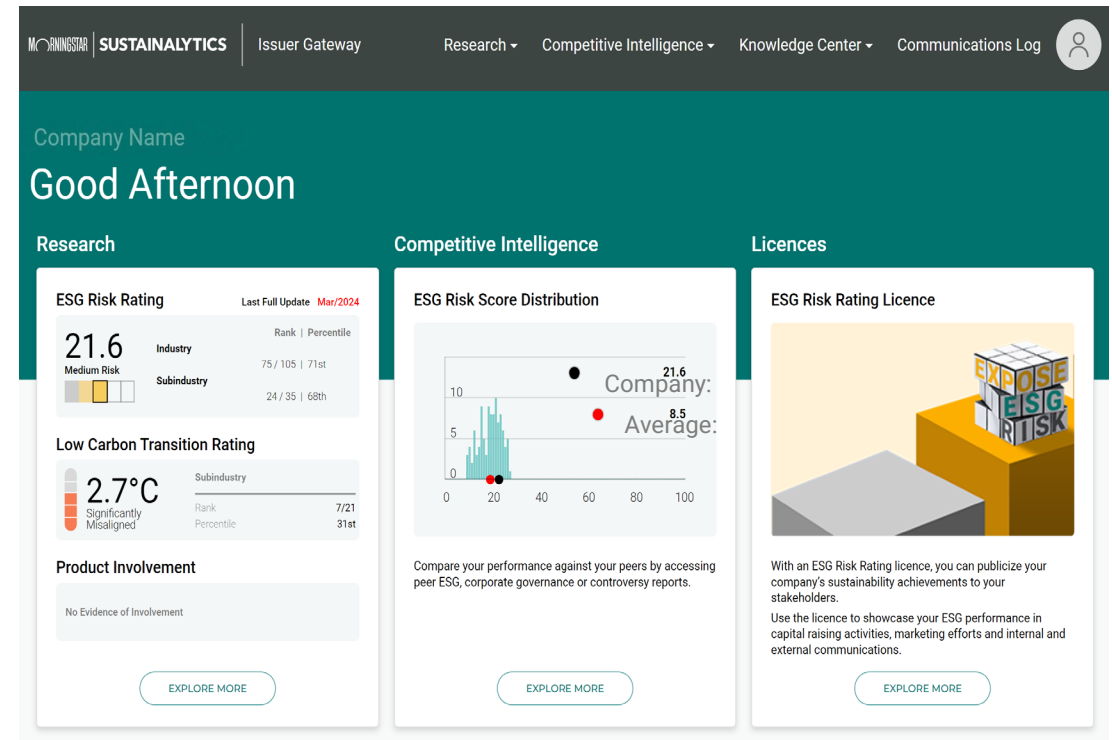 MORNINGSTAR | SUSTAINALYTICS Issuer Gateway Research Competitive Intelligence Knowledge Center Communications Log
Company Name
Good Afternoon
Research
ESG Risk Rating Last Full Update Mar/2024
Rank | Percentile
21.6
Medium Risk
Industry
75 / 105 | 71st
Subindustry
24 / 35 | 68th
Low Carbon Transition Rating
2.7°C
Significantly
Misaligned
Subindustry
Rank 7/21
Percentile 31st
Product Involvement
No Evidence of Involvement
EXPLORE MORE
Competitive Intelligence
ESG Risk Score Distribution
21.6
Company:
8.5
Average:
10
5
0
0 20 40 60 80 100
Compare your performance against your peers by accessing
peer ESG, corporate governance or controversy reports.
EXPLORE MORE
Licences
ESG Risk Rating Licence
EXPOSE
ESG
RISK
With an ESG Risk Rating licence, you can publicize your
company's sustainability achievements to your
stakeholders.
Use the licence to showcase your ESG performance in
capital raising activities, marketing efforts and internal and
external communications.
EXPLORE MORE